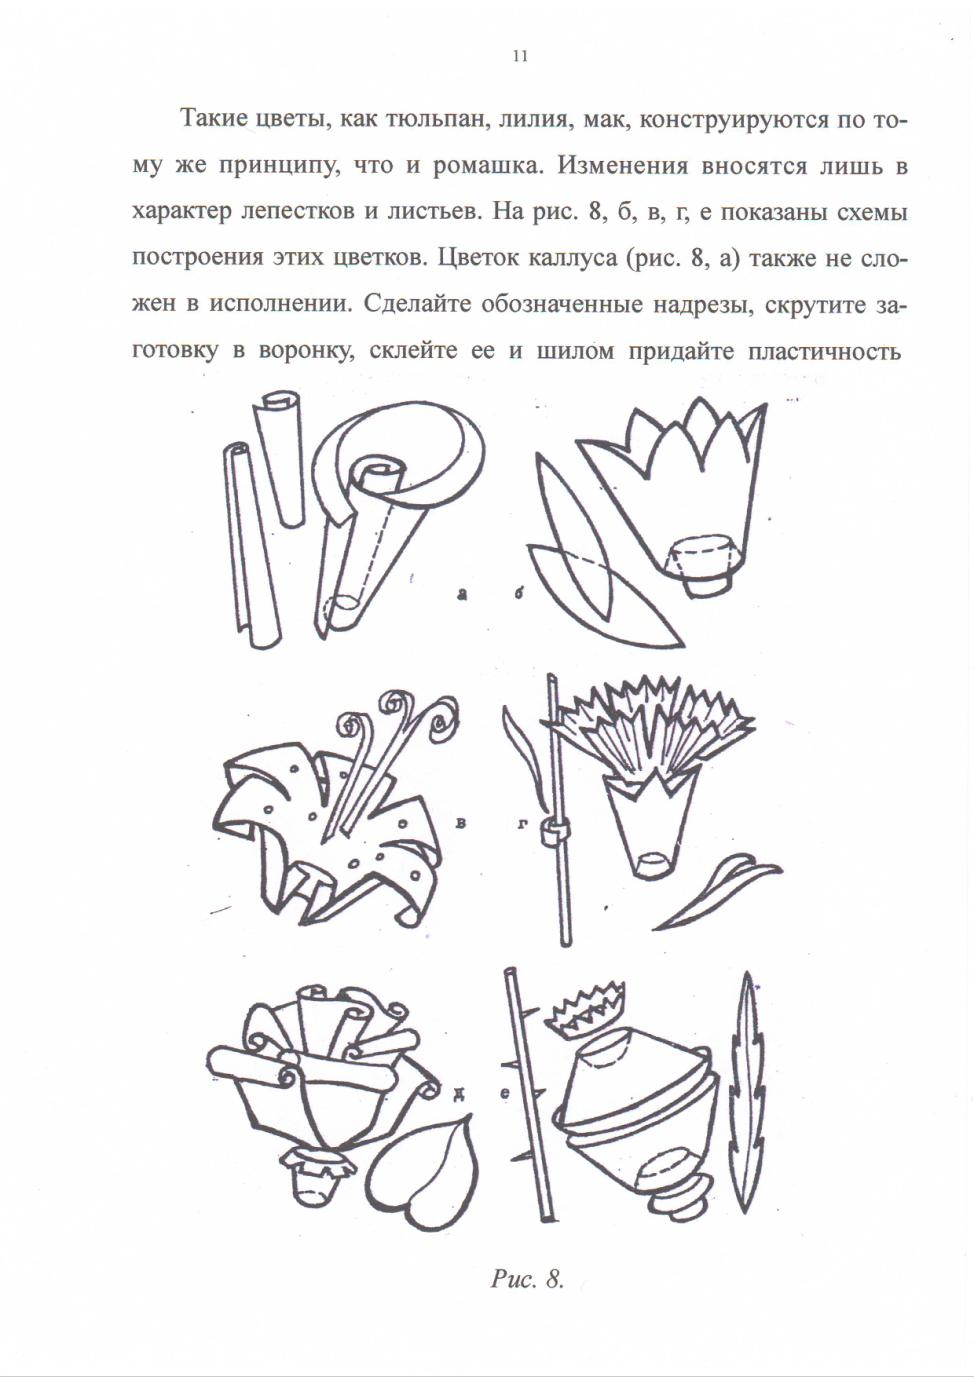 11
Такие цветы, как тюльпан, лилия, мак, конструируются по то-
му же принципу, что и ромашка. Изменения вносятся лишь в
характер лепестков и листьев. На рис. 8, б, в, г, е показаны схемы
построения этих цветков. Цветок каллуса (рис. 8, а) также не сло-
жен в исполнении. Сделайте обозначенные надрезы, скрутите за-
готовку в воронку, склейте ее и шилом придайте пластичность
а б
в г
д е
Рис. 8.